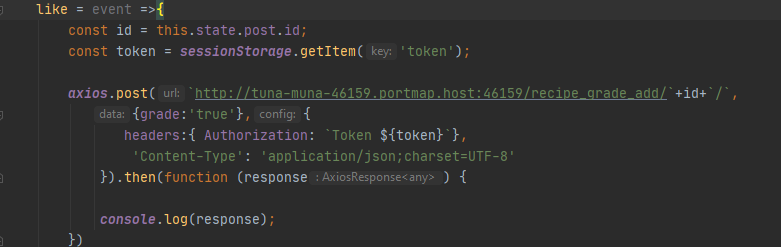 like = event =>{
const id = this.state.post.id;
const token = sessionStorage.getItem( key: 'token');
axios.post( url: `http://tuna-muna-46159.portmap.host:46159/recipe_grade_add/`+id+`/`,
data: {grade:'true'}, config: {
headers:{ Authorization: `Token ${token}`},
'Content-Type': 'application/json;charset=UTF-8'
}).then(function (response : AxiosResponse<any> ) {
console.log(response);
})